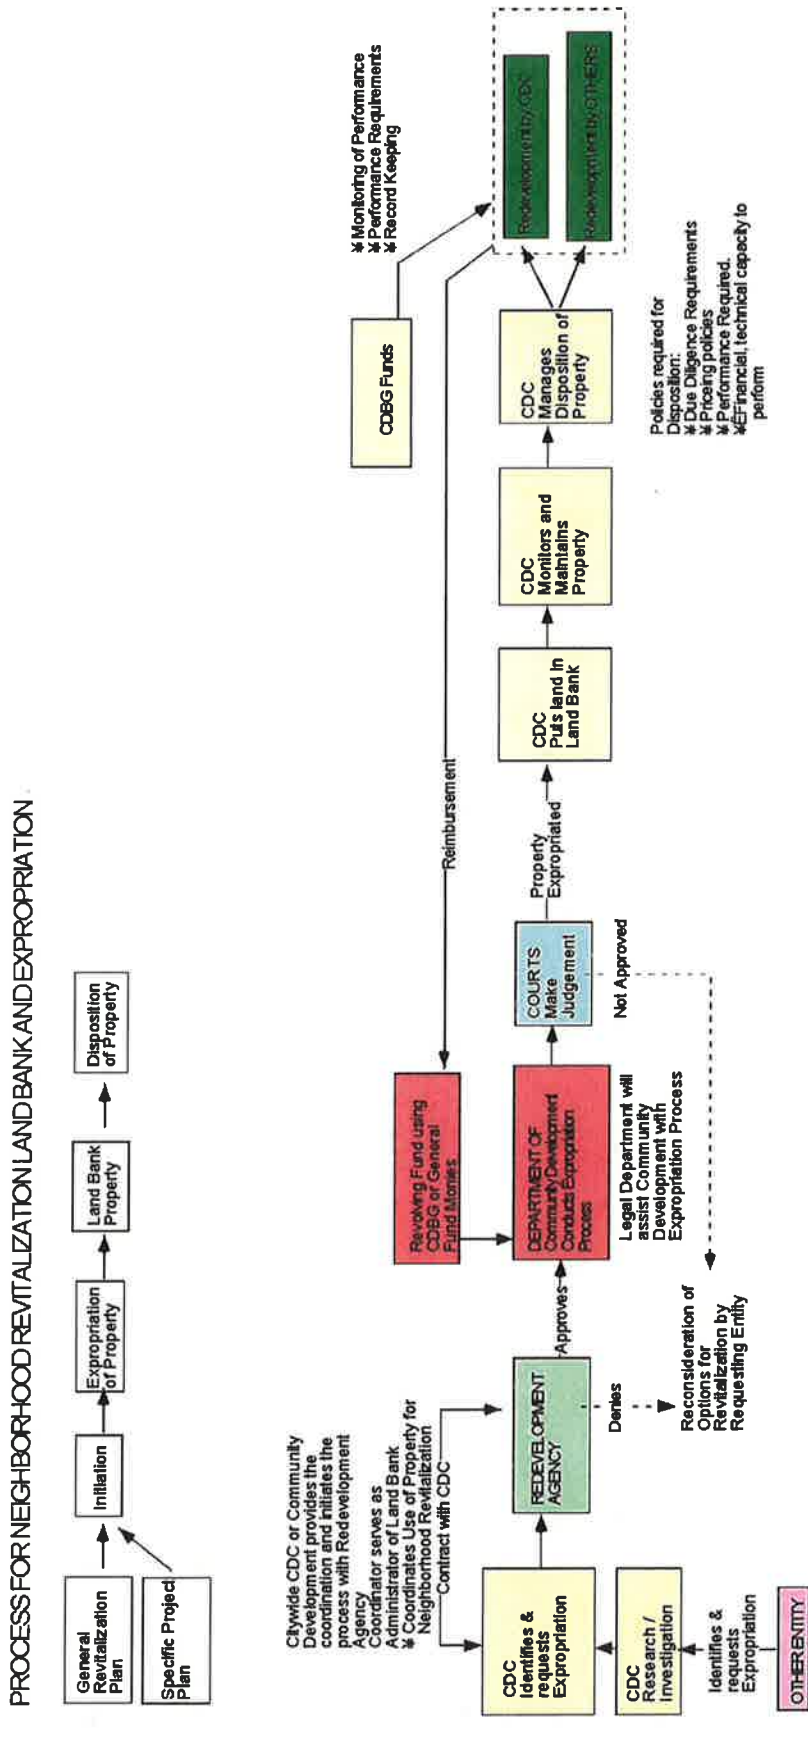 PROCESS FOR NEIGHBORHOOD REVITALIZATION LAND BANK AND EXPROPRIATION
General
Revitalization
Plan
Specific Project
Plan
Initiation
Expropriation
of Property
Land Bank
Property
Disposition
of Property
Citywide CDC or Community
Development provides the
coordination and initiates the
process with Redevelopment
Agency
Coordinator serves as
Administrator of Land Bank
¥ Coordinates Use of Property for
Neighborhood Revitalization
Contract with CDC
CDC
Identifies &
requests
Expropriation
CDC
Research /
Investigation
Identifies &
requests
Expropriation
OTHER ENTITY
REDEVELOPMENT
AGENCY
Denies
Reconsideration of
Options for
Revitalization by
Requesting Entity
Approves
Revolving Fund using
CDBG of General
Fund Monies
DEPARTMENT OF
Community Development
Conducts Expropriation
Process
Legal Department will
assist Community
Development with
Expropriation Process
COURTS
Make
Judgement
Not Approved
Property
Expropriated
Reimbursement
CDC
Puts land in
Land Bank
CDC
Monitors and
Maintains
Property
CDC
Manages
Disposition of
Property
Policies required for
Disposition:
¥ Due Diligence Requirements
¥ Priceing policies
¥ Performance Required.
¥ÊFinancial, technical capacity to
perform
CDBG Funds
¥ Monitoring of Performance
¥ Performance Requirements
¥ Record Keeping
Redevelopment by CDC
Redevelopment by OTHERS